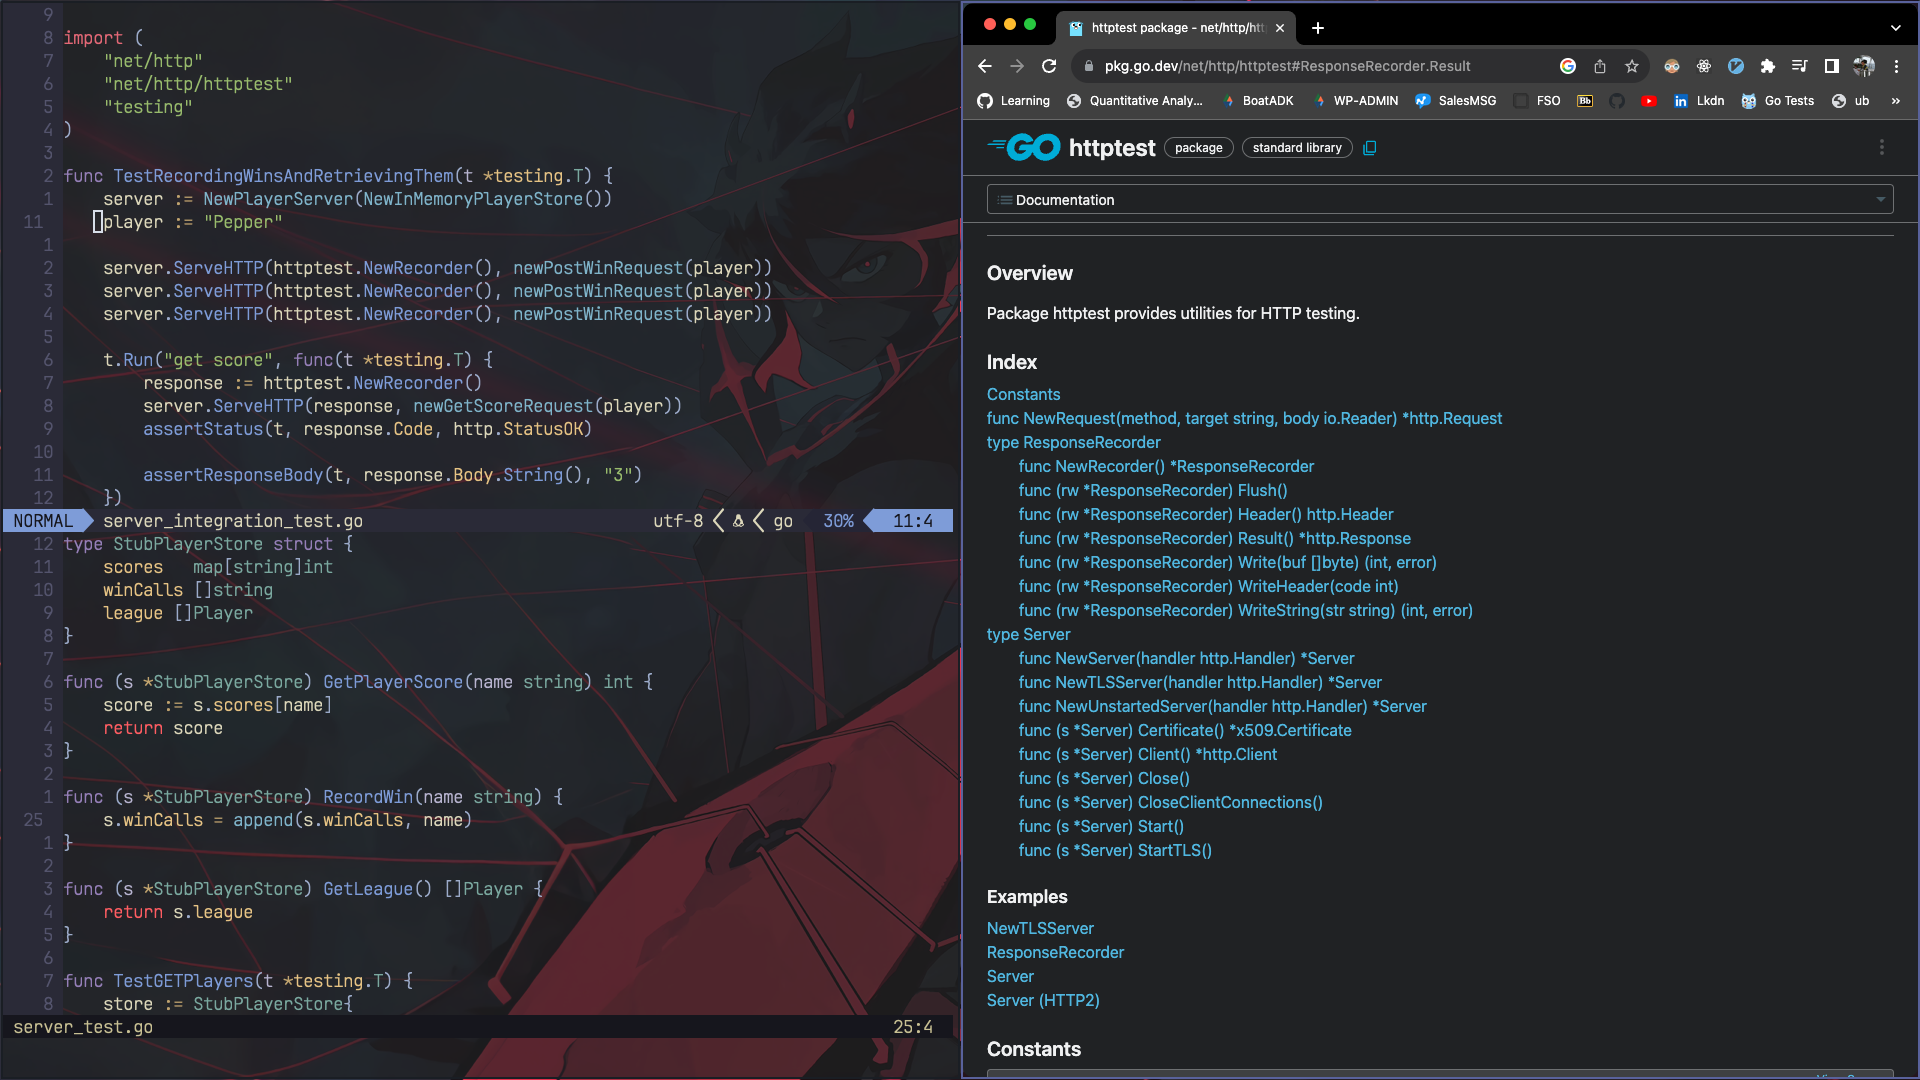 9
8 import (
7 "net/http"
6 "net/http/httptest"
5 "testing"
4 )
3
2 func TestRecordingWinsAndRetrievingThem(t *testing.T) {
1 server := NewPlayerServer(NewInMemoryPlayerStore())
11 player := "Pepper"
1
2 server.ServeHTTP(httptest.NewRecorder(), newPostWinRequest(player))
3 server.ServeHTTP(httptest.NewRecorder(), newPostWinRequest(player))
4 server.ServeHTTP(httptest.NewRecorder(), newPostWinRequest(player))
5
6 t.Run("get score", func(t *testing.T) {
7 response := httptest.NewRecorder()
8 server.ServeHTTP(response, newGetScoreRequest(player))
9 assertStatus(t, response.Code, http.StatusOK)
10
11 assertResponseBody(t, response.Body.String(), "3")
12 })
NORMAL server_integration_test.go utf-8 go 30% 11:4
12 type StubPlayerStore struct {
11 scores map[string]int
10 winCalls []string
9 league []Player
8 }
7
6 func (s *StubPlayerStore) GetPlayerScore(name string) int {
5 score := s.scores[name]
4 return score
3 }
2
1 func (s *StubPlayerStore) RecordWin(name string) {
25 s.winCalls = append(s.winCalls, name)
1 }
2
3 func (s *StubPlayerStore) GetLeague() []Player {
4 return s.league
5 }
6
7 func TestGETPlayers(t *testing.T) {
8 store := StubPlayerStore{
server_test.go 25:4
httptest package - net/http/htt
pkg.go.dev/net/http/httptest#ResponseRecorder.Result
Learning Quantitative Analy... BoatADK WP-ADMIN SalesMSG FSO Bb Lkdn Go Tests ub »
GO httptest package standard library
Documentation
Overview
Package httptest provides utilities for HTTP testing.
Index
Constants
func NewRequest(method, target string, body io.Reader) *http.Request
type ResponseRecorder
func NewRecorder() *ResponseRecorder
func (rw *ResponseRecorder) Flush()
func (rw *ResponseRecorder) Header() http.Header
func (rw *ResponseRecorder) Result() *http.Response
func (rw *ResponseRecorder) Write(buf []byte) (int, error)
func (rw *ResponseRecorder) WriteHeader(code int)
func (rw *ResponseRecorder) WriteString(str string) (int, error)
type Server
func NewServer(handler http.Handler) *Server
func NewTLSServer(handler http.Handler) *Server
func NewUnstartedServer(handler http.Handler) *Server
func (s *Server) Certificate() *x509.Certificate
func (s *Server) Client() *http.Client
func (s *Server) Close()
func (s *Server) CloseClientConnections()
func (s *Server) Start()
func (s *Server) StartTLS()
Examples
NewTLSServer
ResponseRecorder
Server
Server (HTTP2)
Constants